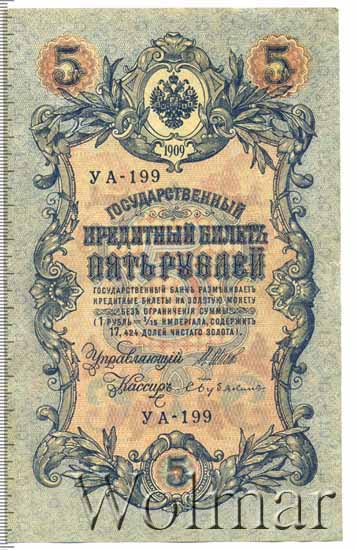 5 5
1909
УА-199
ГОСУДАРСТВЕННЫЙ
КРЕДИТНЫЙ БИЛЕТЪ
ПЯТЬ РУБЛЕЙ
ГОСУДАРСТВЕННЫЙ БАНКЪ РАЗМѢНИВАЕТЪ
КРЕДИТНЫЕ БИЛЕТЫ НА ЗОЛОТУЮ МОНЕТУ
БЕЗЪ ОГРАНИЧЕНІЯ СУММЫ
(1 РУБЛЬ = 1/15 ИМПЕРІАЛА, СОДЕРЖИТЪ
17,424 ДОЛЕЙ ЧИСТАГО ЗОЛОТА).
Управляющій
Кассиръ
УА-199
5
Wolmar